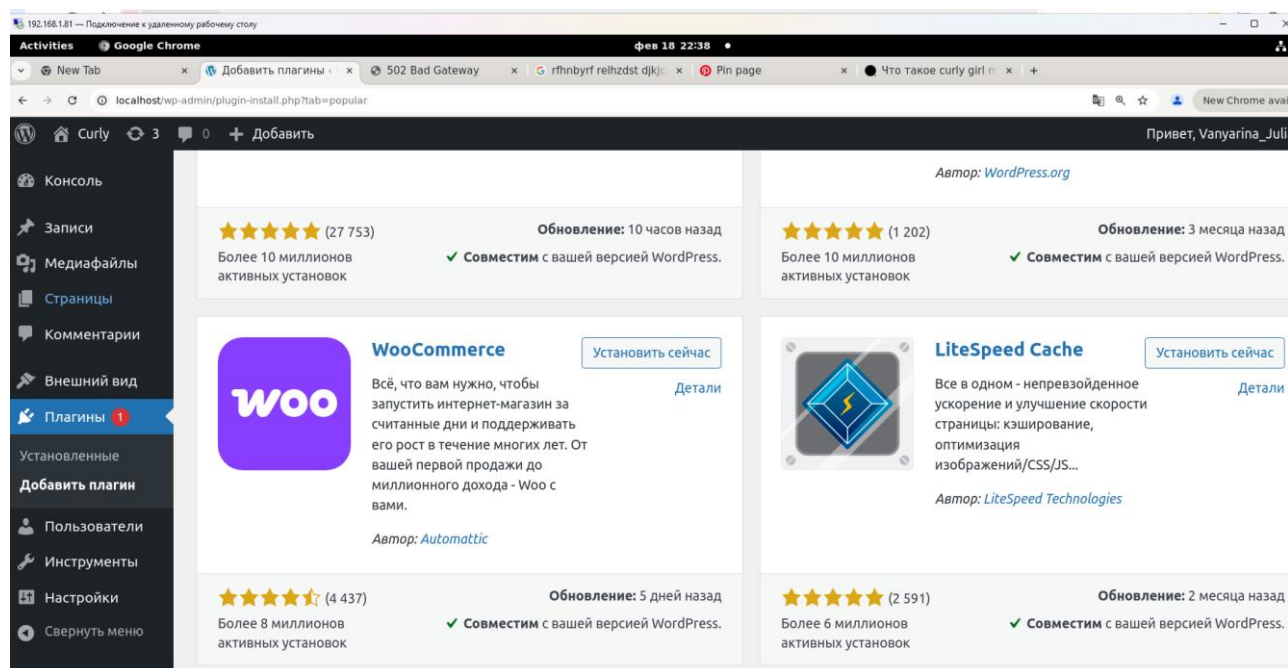 192.168.1.81 — Подключение к удаленному рабочему столу
Activities Google Chrome фев 18 22:38
New Tab Добавить плагины ‹ 502 Bad Gateway rfhnbyrf relhzdst djkjc Pin page Что такое curly girl m
localhost/wp-admin/plugin-install.php?tab=popular New Chrome avai
Curly 3 0 + Добавить Привет, Vanyarina_Juli
Консоль
Записи
Медиафайлы
Страницы
Комментарии
Внешний вид
Плагины 1
Установленные
Добавить плагин
Пользователи
Инструменты
Настройки
Свернуть меню
(27 753) Обновление: 10 часов назад
Более 10 миллионов
активных установок
Совместим с вашей версией WordPress.
Автор: WordPress.org
(1 202) Обновление: 3 месяца назад
Более 10 миллионов
активных установок
Совместим с вашей версией WordPress.
woo
WooCommerce
Установить сейчас
Детали
Всё, что вам нужно, чтобы
запустить интернет-магазин за
считанные дни и поддерживать
его рост в течение многих лет. От
вашей первой продажи до
миллионного дохода - Woo с
вами.
Автор: Automattic
(4 437) Обновление: 5 дней назад
Более 8 миллионов
активных установок
Совместим с вашей версией WordPress.
LiteSpeed Cache
Установить сейчас
Детали
Все в одном - непревзойденное
ускорение и улучшение скорости
страницы: кэширование,
оптимизация
изображений/CSS/JS...
Автор: LiteSpeed Technologies
(2 591) Обновление: 2 месяца назад
Более 6 миллионов
активных установок
Совместим с вашей версией WordPress.